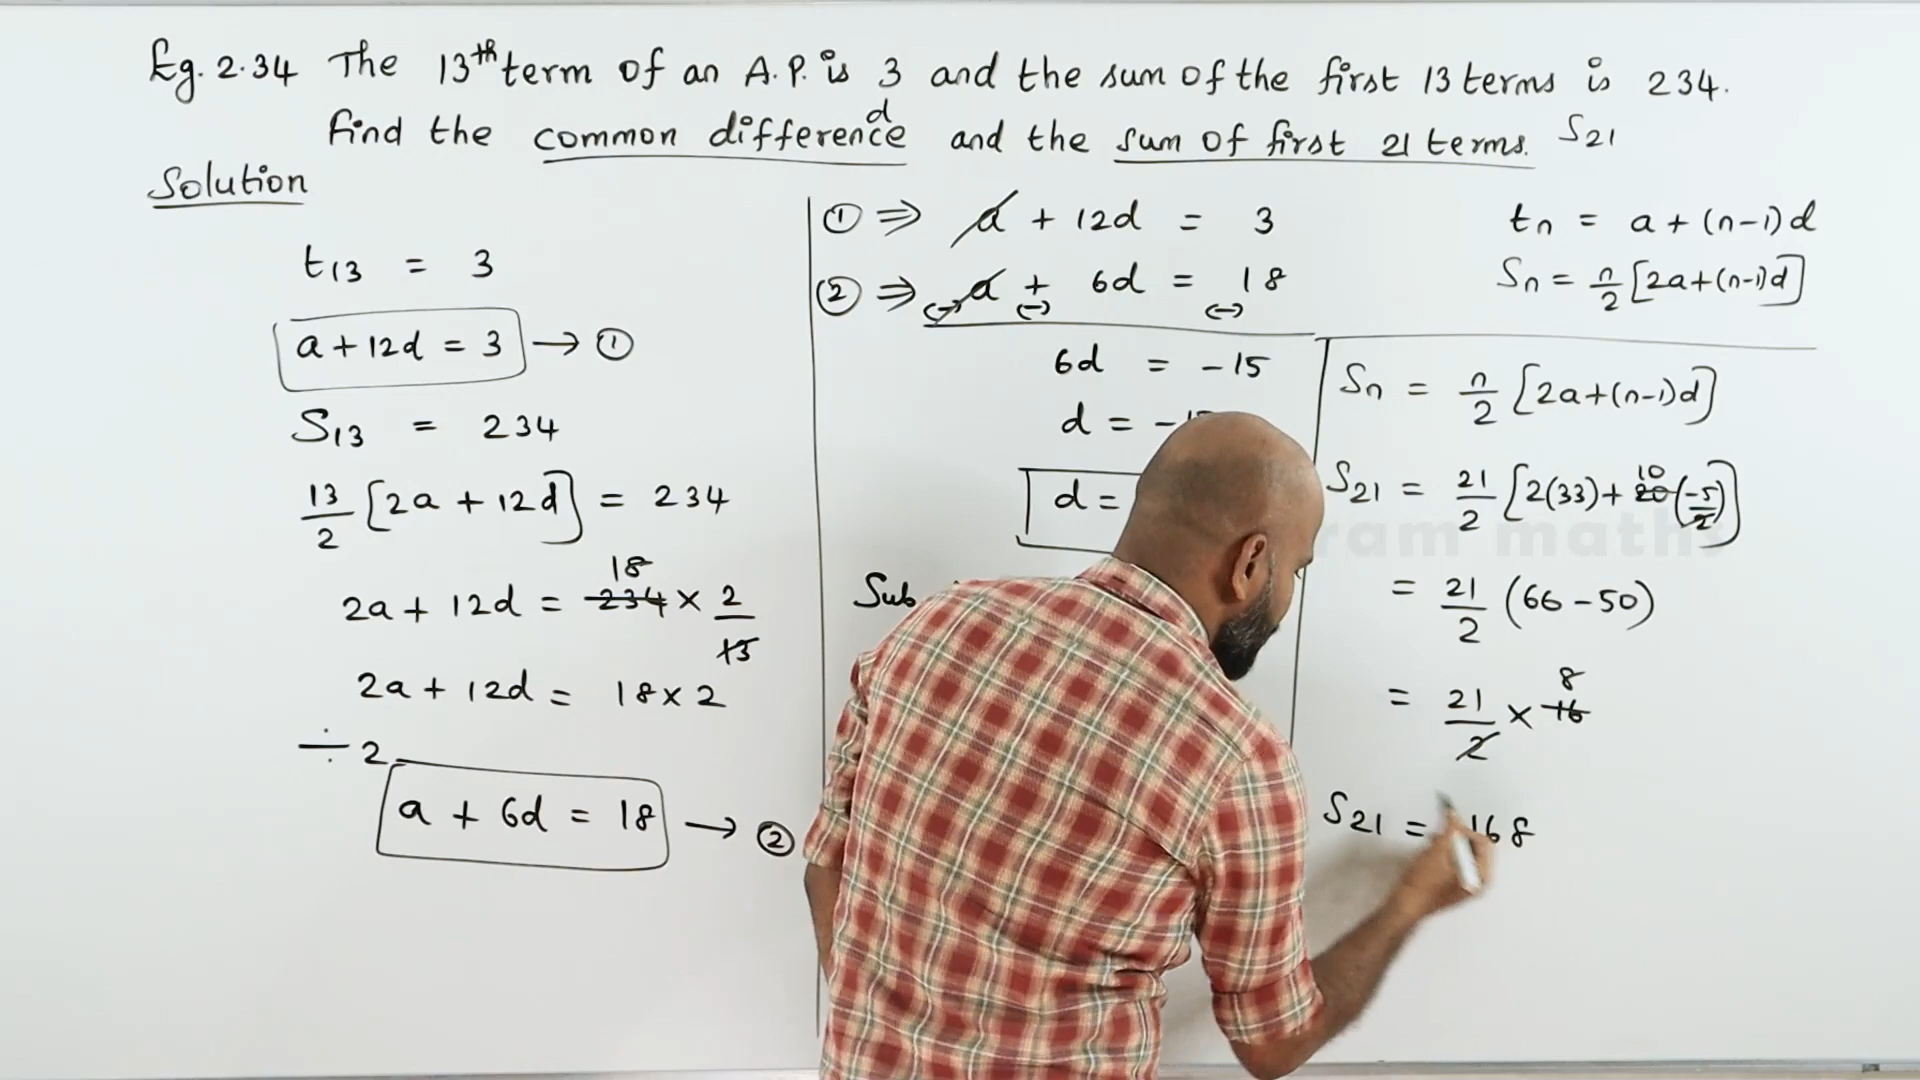 Eg. 2.34 The 13th term of an A.P. is 3 and the sum of the first 13 terms is 234.
Find the common difference d and the sum of first 21 terms. S21
Solution
t13 = 3
a + 12d = 3 → ①
S13 = 234
13/2 [2a + 12d] = 234
2a + 12d = 234 18 × 2/13
2a + 12d = 18 × 2
÷ 2
a + 6d = 18 → ②
① ⇒ a + 12d = 3
② ⇒ a + 6d = 18
(-) (-) (-)
6d = -15
d = -
d =
Sub
tn = a + (n-1)d
Sn = n/2 [2a+(n-1)d]
Sn = n/2 [2a+(n-1)d]
S21 = 21/2 [2(33) + 20 10 (-5/2)]
= 21/2 (66 - 50)
= 21/2 × 16 8
S21 = 168
ram maths